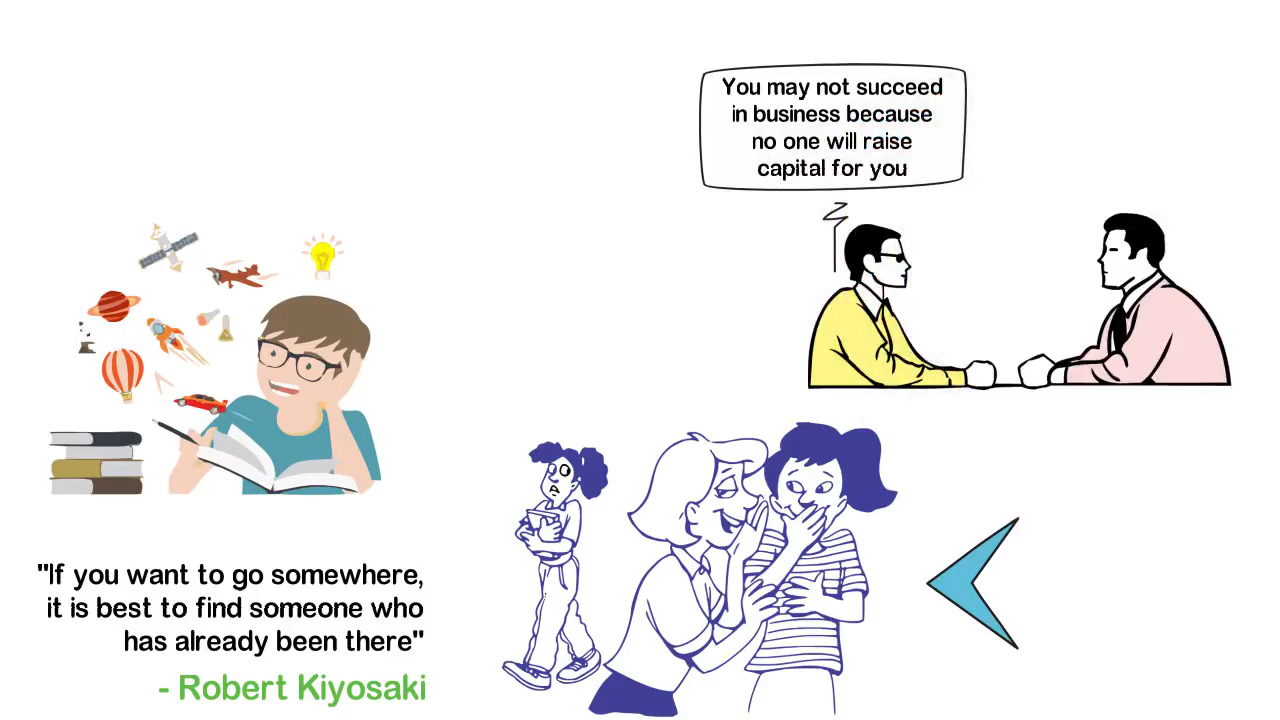 You may not succeed
in business because
no one will raise
capital for you
"If you want to go somewhere,
it is best to find someone who
has already been there"
- Robert Kiyosaki